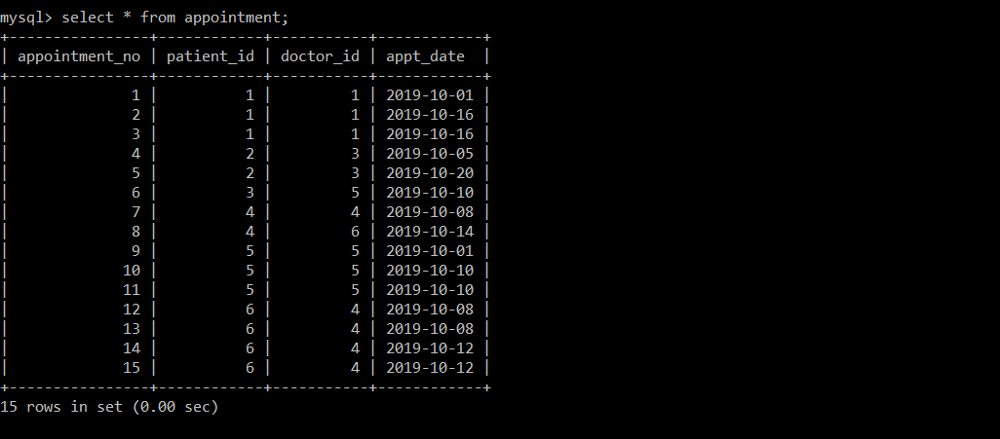 mysql> select * from appointment;
+----------------+------------+-----------+------------+
| appointment_no | patient_id | doctor_id | appt_date  |
+----------------+------------+-----------+------------+
|              1 |          1 |         1 | 2019-10-01 |
|              2 |          1 |         1 | 2019-10-16 |
|              3 |          1 |         1 | 2019-10-16 |
|              4 |          2 |         3 | 2019-10-05 |
|              5 |          2 |         3 | 2019-10-20 |
|              6 |          3 |         5 | 2019-10-10 |
|              7 |          4 |         4 | 2019-10-08 |
|              8 |          4 |         6 | 2019-10-14 |
|              9 |          5 |         5 | 2019-10-01 |
|             10 |          5 |         5 | 2019-10-10 |
|             11 |          5 |         5 | 2019-10-10 |
|             12 |          6 |         4 | 2019-10-08 |
|             13 |          6 |         4 | 2019-10-08 |
|             14 |          6 |         4 | 2019-10-12 |
|             15 |          6 |         4 | 2019-10-12 |
+----------------+------------+-----------+------------+
15 rows in set (0.00 sec)